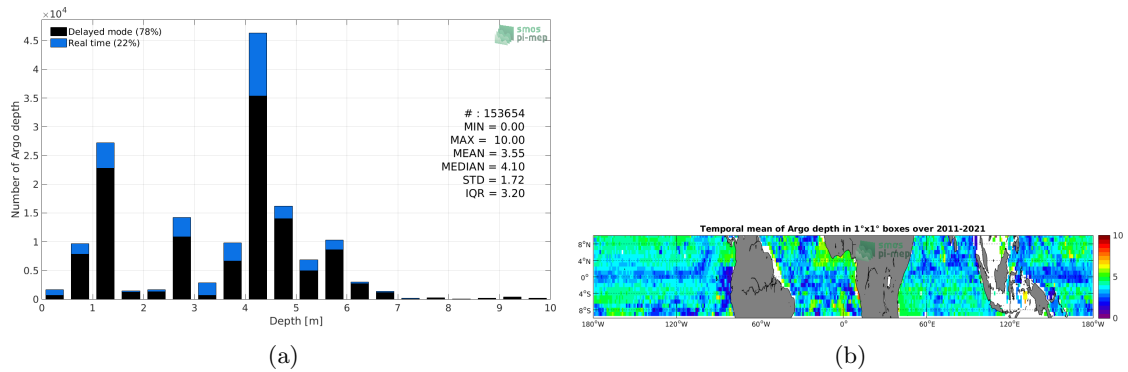 ×10⁴
Delayed mode (78%)
Real time (22%)
smos
pi-mep
4.5
4
3.5
3
2.5
2
1.5
1
0.5
0
Number of Argo depth
# : 153654
MIN = 0.00
MAX = 10.00
MEAN = 3.55
MEDIAN = 4.10
STD = 1.72
IQR = 3.20
0 1 2 3 4 5 6 7 8 9 10
Depth [m]
(a)
Temporal mean of Argo depth in 1°x1° boxes over 2011-2021
smos
pi-mep
8°N
4°N
0°
4°S
8°S
180°W 120°W 60°W 0° 60°E 120°E 180°W
10
5
0
(b)